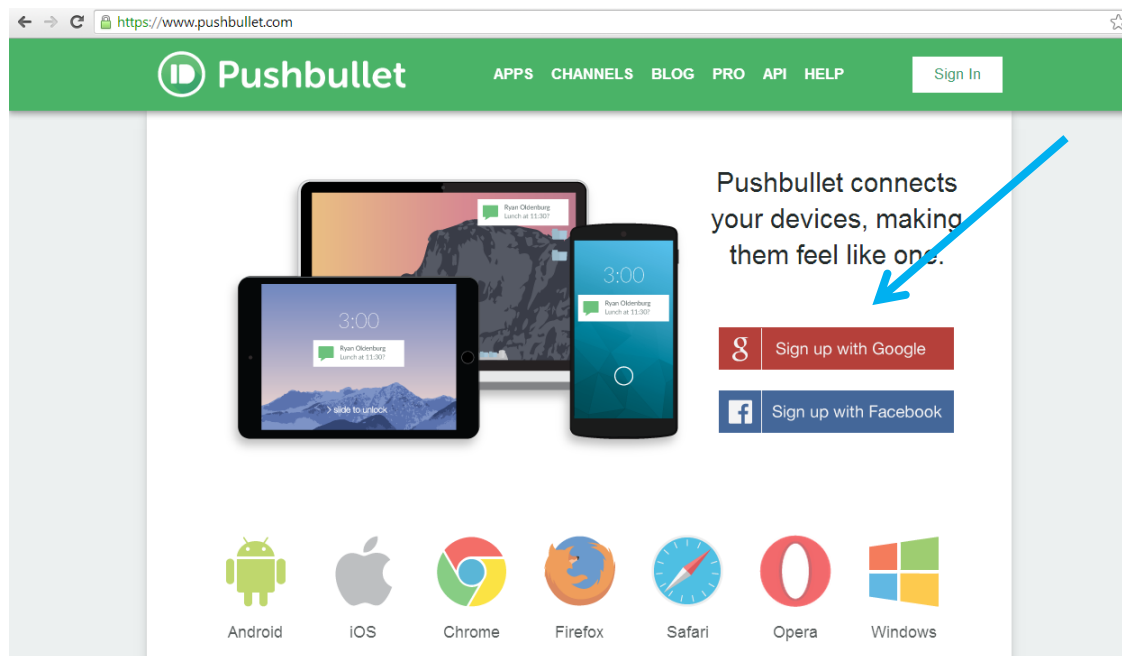 https://www.pushbullet.com
Pushbullet APPS CHANNELS BLOG PRO API HELP Sign In
Pushbullet connects
your devices, making
them feel like one.
Ryan Oldenburg
Lunch at 11:30?
3:00
Ryan Oldenburg
Lunch at 11:30?
3:00
Ryan Oldenburg
Lunch at 11:30?
> slide to unlock
g Sign up with Google
f Sign up with Facebook
Android iOS Chrome Firefox Safari Opera Windows